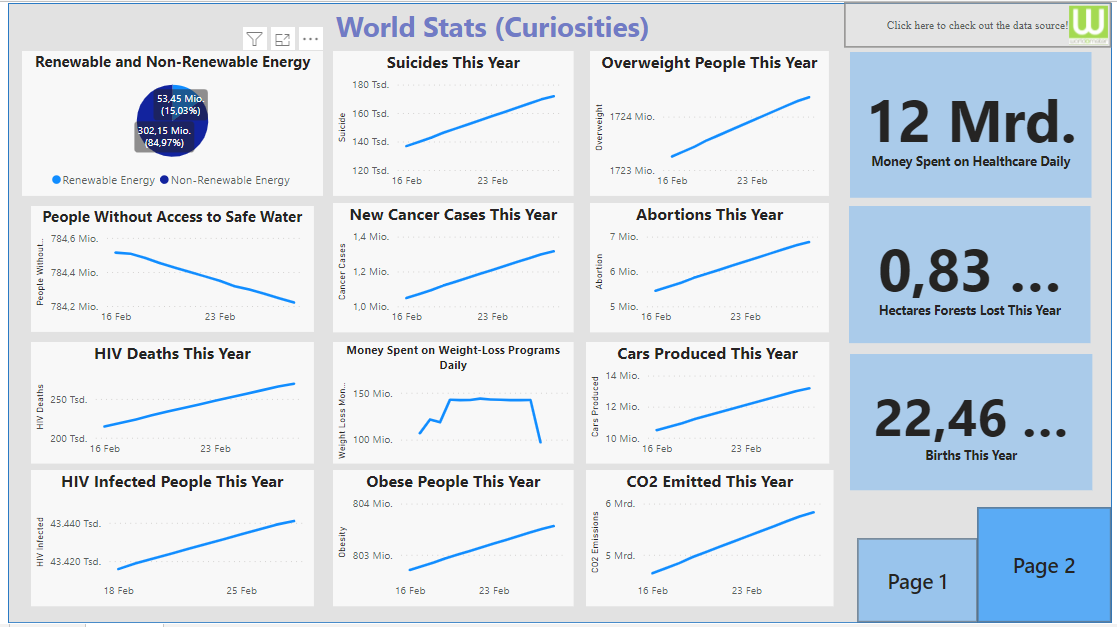 World Stats (Curiosities)
Click here to check out the data source!
W
Renewable and Non-Renewable Energy
53,45 Mio.
(15,03%)
302,15 Mio.
(84,97%)
Renewable Energy Non-Renewable Energy
Suicides This Year
Suicide
180 Tsd.
160 Tsd.
140 Tsd.
120 Tsd.
16 Feb 23 Feb
Overweight People This Year
Overweight
1724 Mio.
1723 Mio.
16 Feb 23 Feb
12 Mrd.
Money Spent on Healthcare Daily
People Without Access to Safe Water
People Without...
784,6 Mio.
784,4 Mio.
784,2 Mio.
16 Feb 23 Feb
New Cancer Cases This Year
Cancer Cases
1,4 Mio.
1,2 Mio.
1,0 Mio.
16 Feb 23 Feb
Abortions This Year
Abortion
7 Mio.
6 Mio.
5 Mio.
16 Feb 23 Feb
0,83 ...
Hectares Forests Lost This Year
HIV Deaths This Year
HIV Deaths
250 Tsd.
200 Tsd.
16 Feb 23 Feb
Money Spent on Weight-Loss Programs
Daily
Weight Loss Mon...
150 Mio.
100 Mio.
Cars Produced This Year
Cars Produced
14 Mio.
12 Mio.
10 Mio.
16 Feb 23 Feb
22,46 ...
Births This Year
HIV Infected People This Year
HIV Infected
43.440 Tsd.
43.420 Tsd.
18 Feb 25 Feb
Obese People This Year
Obesity
804 Mio.
803 Mio.
16 Feb 23 Feb
CO2 Emitted This Year
CO2 Emissions
6 Mrd.
5 Mrd.
16 Feb 23 Feb
Page 1
Page 2